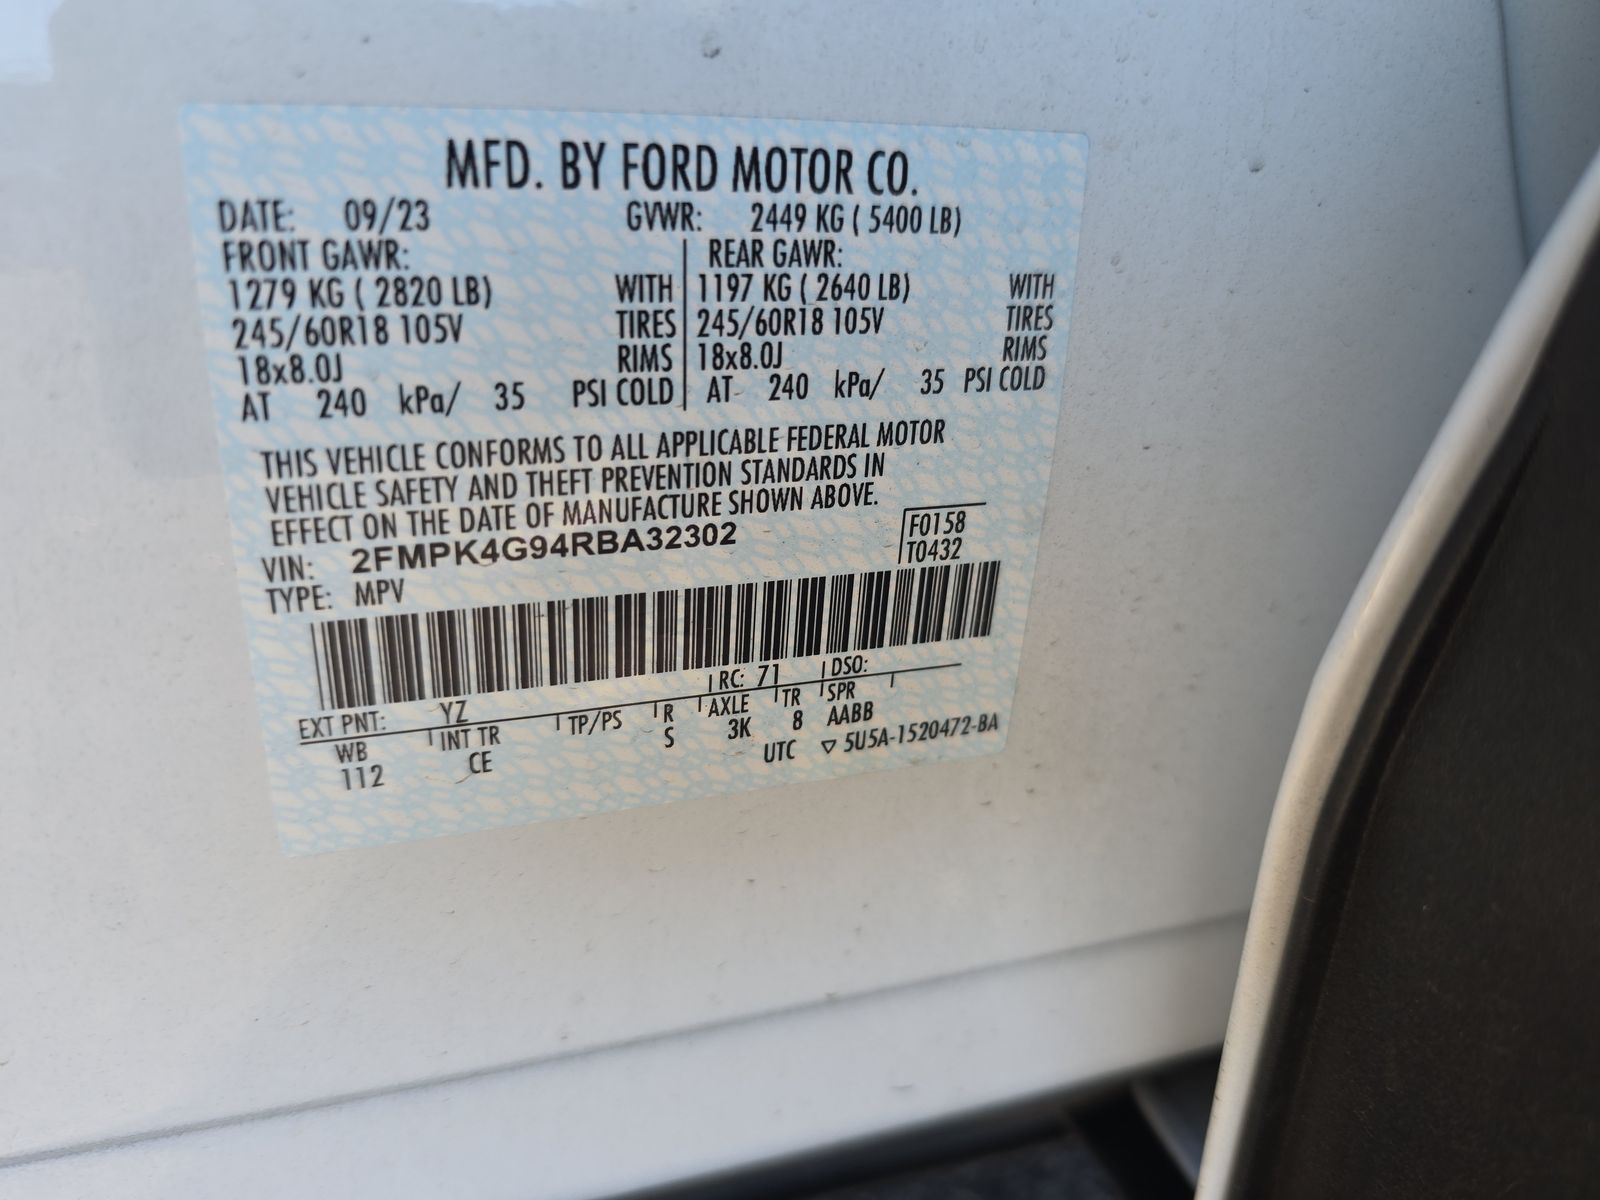 MFD. BY FORD MOTOR CO.
DATE: 09/23 GVWR: 2449 KG ( 5400 LB)
FRONT GAWR: REAR GAWR:
1279 KG ( 2820 LB) WITH 1197 KG ( 2640 LB) WITH
245/60R18 105V TIRES 245/60R18 105V TIRES
18x8.0J RIMS 18x8.0J RIMS
AT 240 kPa/ 35 PSI COLD AT 240 kPa/ 35 PSI COLD
THIS VEHICLE CONFORMS TO ALL APPLICABLE FEDERAL MOTOR
VEHICLE SAFETY AND THEFT PREVENTION STANDARDS IN
EFFECT ON THE DATE OF MANUFACTURE SHOWN ABOVE.
VIN: 2FMPK4G94RBA32302 F0158
TYPE: MPV T0432
EXT PNT: YZ RC: 71 DSO:
WB INT TR TP/PS R AXLE TR SPR
112 CE S 3K 8 AABB
UTC ▽ 5U5A-1520472-BA